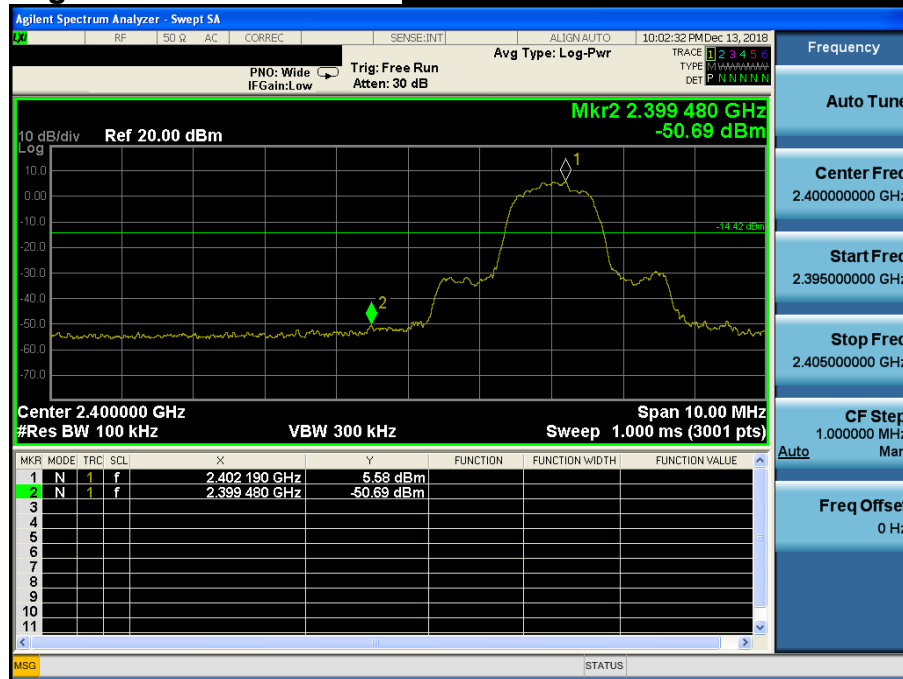 Agilent Spectrum Analyzer - Swept SA
LXI RF 50 Ω AC CORREC SENSE:INT ALIGN AUTO 10:02:32 PM Dec 13, 2018
Frequency
Avg Type: Log-Pwr
TRACE 1 2 3 4 5 6
PNO: Wide Trig: Free Run
TYPE M WWWWW
IFGain:Low Atten: 30 dB
DET P N N N N N
Auto Tune
Mkr2 2.399 480 GHz
-50.69 dBm
10 dB/div Ref 20.00 dBm
Log
1
10.0
0.00
-10.0
-14.42 dBm
-20.0
-30.0
-40.0
2
-50.0
-60.0
-70.0
Center Freq
2.400000000 GHz
Start Freq
2.395000000 GHz
Stop Freq
2.405000000 GHz
Center 2.400000 GHz Span 10.00 MHz
#Res BW 100 kHz VBW 300 kHz Sweep 1.000 ms (3001 pts)
CF Step
1.000000 MHz
Auto Man
MKR MODE TRC SCL X Y FUNCTION FUNCTION WIDTH FUNCTION VALUE
1 N 1 f 2.402 190 GHz 5.58 dBm
2 N 1 f 2.399 480 GHz -50.69 dBm
3
4
5
6
7
8
9
10
11
Freq Offset
0 Hz
MSG STATUS